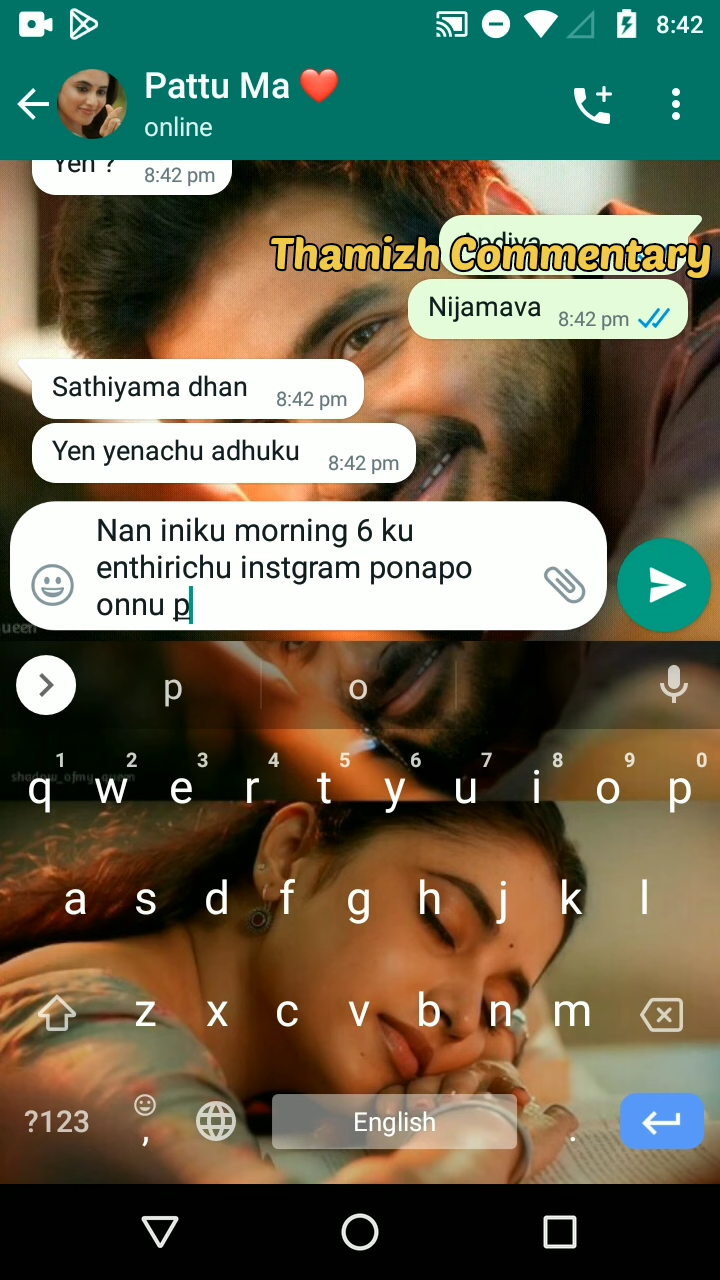 8:42
Pattu Ma ❤️
online
Yen ?
8:42 pm
Thamizh Commentary
Nijamava
8:42 pm
Sathiyama dhan
8:42 pm
Yen yenachu adhuku
8:42 pm
Nan iniku morning 6 ku
enthirichu instgram ponapo
onnu p
ueen
p o
1 2 3 4 5 6 7 8 9 0
shadow_ofmy_queen
q w e r t y u i o p
a s d f g h j k l
z x c v b n m
?123 , English .